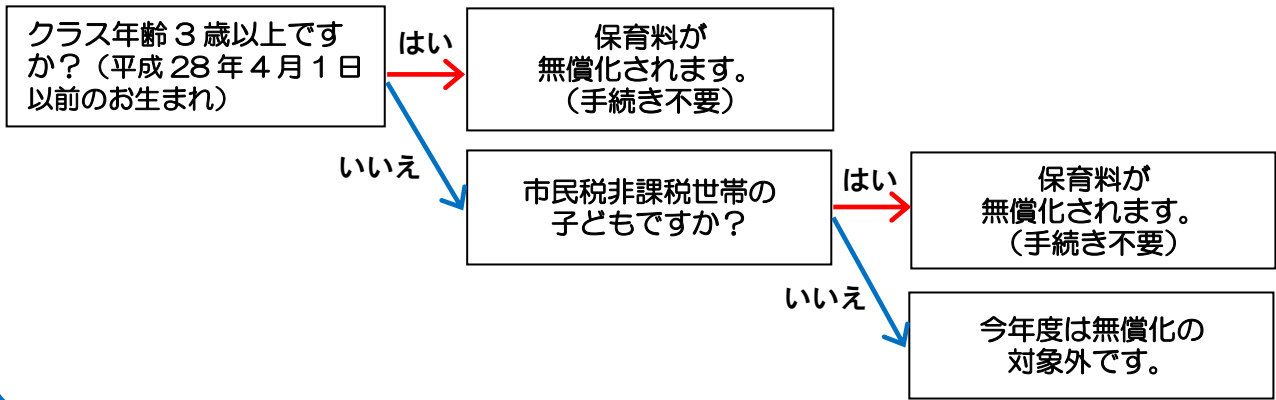 クラス年齢３歳以上です
か？（平成28年４月１日
以前のお生まれ）
はい
保育料が
無償化されます。
（手続き不要）
いいえ
市民税非課税世帯の
子どもですか？
はい
保育料が
無償化されます。
（手続き不要）
いいえ
今年度は無償化の
対象外です。